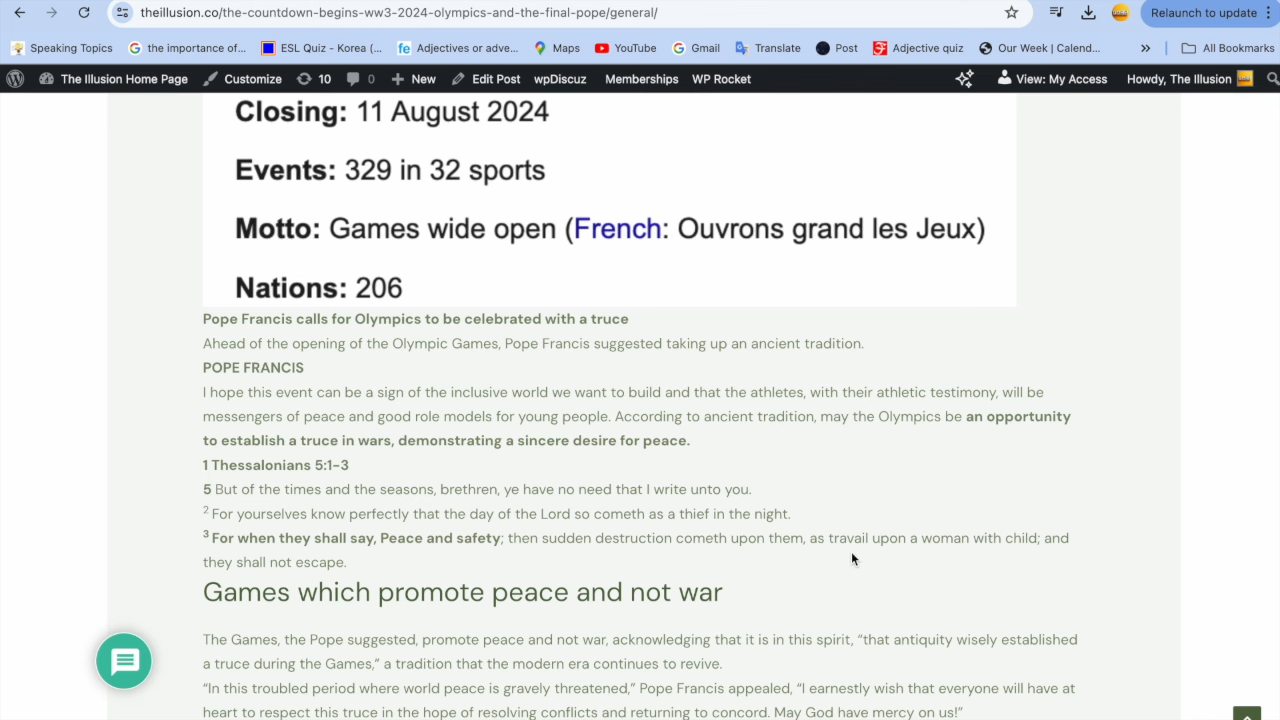 theillusion.co/the-countdown-begins-ww3-2024-olympics-and-the-final-pope/general/
Relaunch to update
Speaking Topics
the importance of...
ESL Quiz - Korea (...
Adjectives or adve...
Maps
YouTube
Gmail
Translate
Post
Adjective quiz
Our Week | Calend...
»
All Bookmarks
The Illusion Home Page
Customize
10
0
New
Edit Post
wpDiscuz
Memberships
WP Rocket
View: My Access
Howdy, The Illusion
Closing: 11 August 2024
Events: 329 in 32 sports
Motto: Games wide open (French: Ouvrons grand les Jeux)
Nations: 206
Pope Francis calls for Olympics to be celebrated with a truce
Ahead of the opening of the Olympic Games, Pope Francis suggested taking up an ancient tradition.
POPE FRANCIS
I hope this event can be a sign of the inclusive world we want to build and that the athletes, with their athletic testimony, will be
messengers of peace and good role models for young people. According to ancient tradition, may the Olympics be an opportunity
to establish a truce in wars, demonstrating a sincere desire for peace.
1 Thessalonians 5:1-3
5 But of the times and the seasons, brethren, ye have no need that I write unto you.
2 For yourselves know perfectly that the day of the Lord so cometh as a thief in the night.
3 For when they shall say, Peace and safety; then sudden destruction cometh upon them, as travail upon a woman with child; and
they shall not escape.
Games which promote peace and not war
The Games, the Pope suggested, promote peace and not war, acknowledging that it is in this spirit, “that antiquity wisely established
a truce during the Games,” a tradition that the modern era continues to revive.
“In this troubled period where world peace is gravely threatened,” Pope Francis appealed, “I earnestly wish that everyone will have at
heart to respect this truce in the hope of resolving conflicts and returning to concord. May God have mercy on us!”